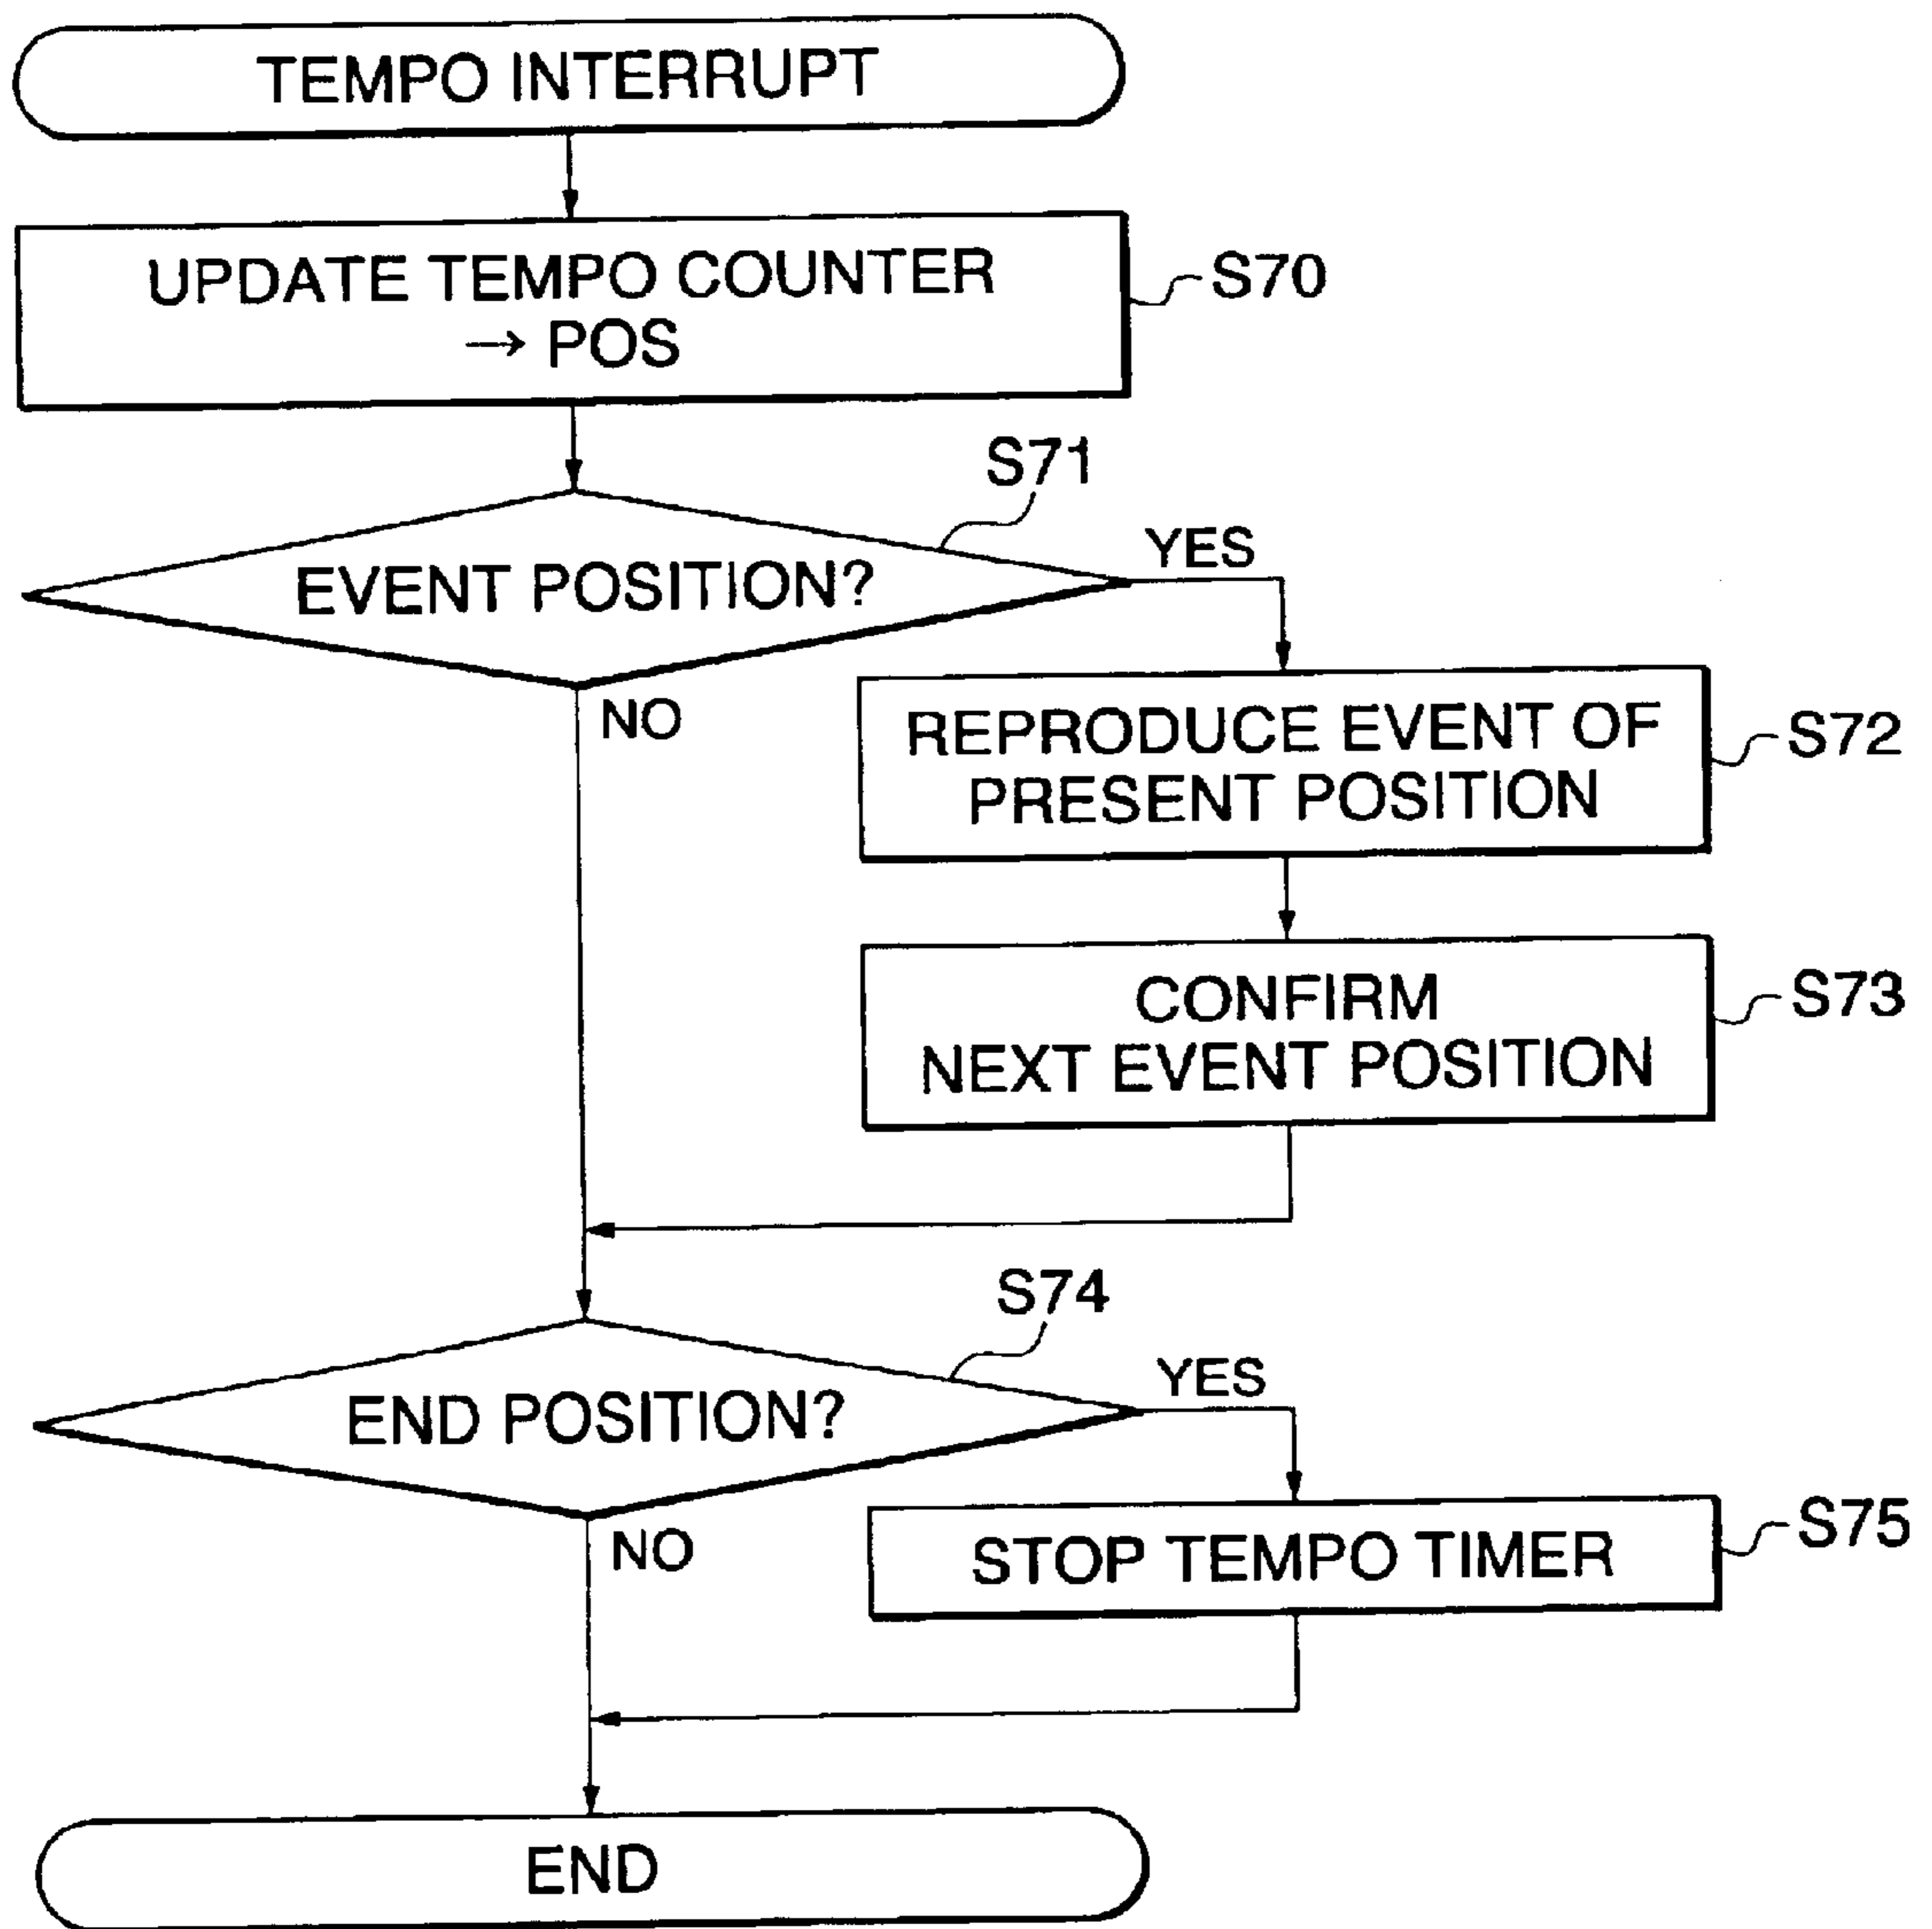 TEMPO INTERRUPT
UPDATE TEMPO COUNTER
→ POS
S70
S71
EVENT POSITION?
YES
NO
REPRODUCE EVENT OF
PRESENT POSITION
S72
CONFIRM
NEXT EVENT POSITION
S73
S74
END POSITION?
YES
NO
STOP TEMPO TIMER
S75
END